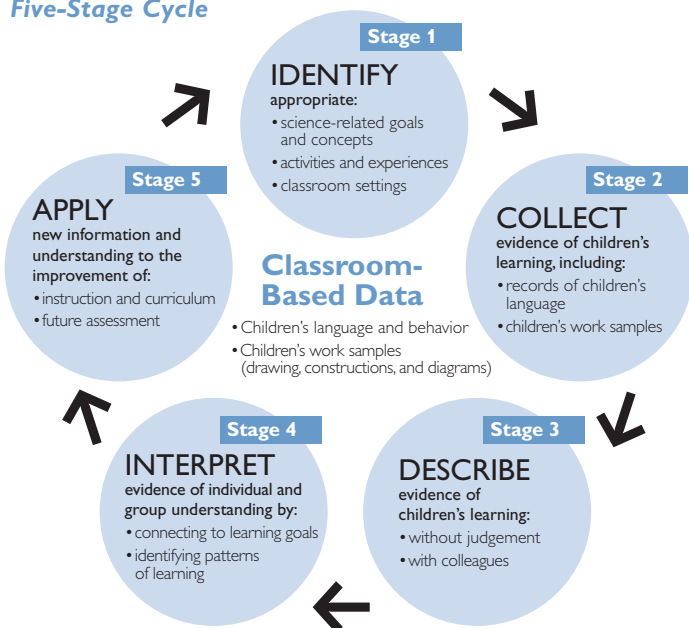 Five-Stage Cycle
Stage 1
IDENTIFY
appropriate:
• science-related goals
and concepts
• activities and experiences
• classroom settings
Stage 2
COLLECT
evidence of children's
learning, including:
• records of children's
language
• children's work samples
Stage 3
DESCRIBE
evidence of
children's learning:
• without judgement
• with colleagues
Stage 4
INTERPRET
evidence of individual and
group understanding by:
• connecting to learning goals
• identifying patterns
of learning
Stage 5
APPLY
new information and
understanding to the
improvement of:
• instruction and curriculum
• future assessment
Classroom-
Based Data
• Children's language and behavior
• Children's work samples
(drawing, constructions, and diagrams)